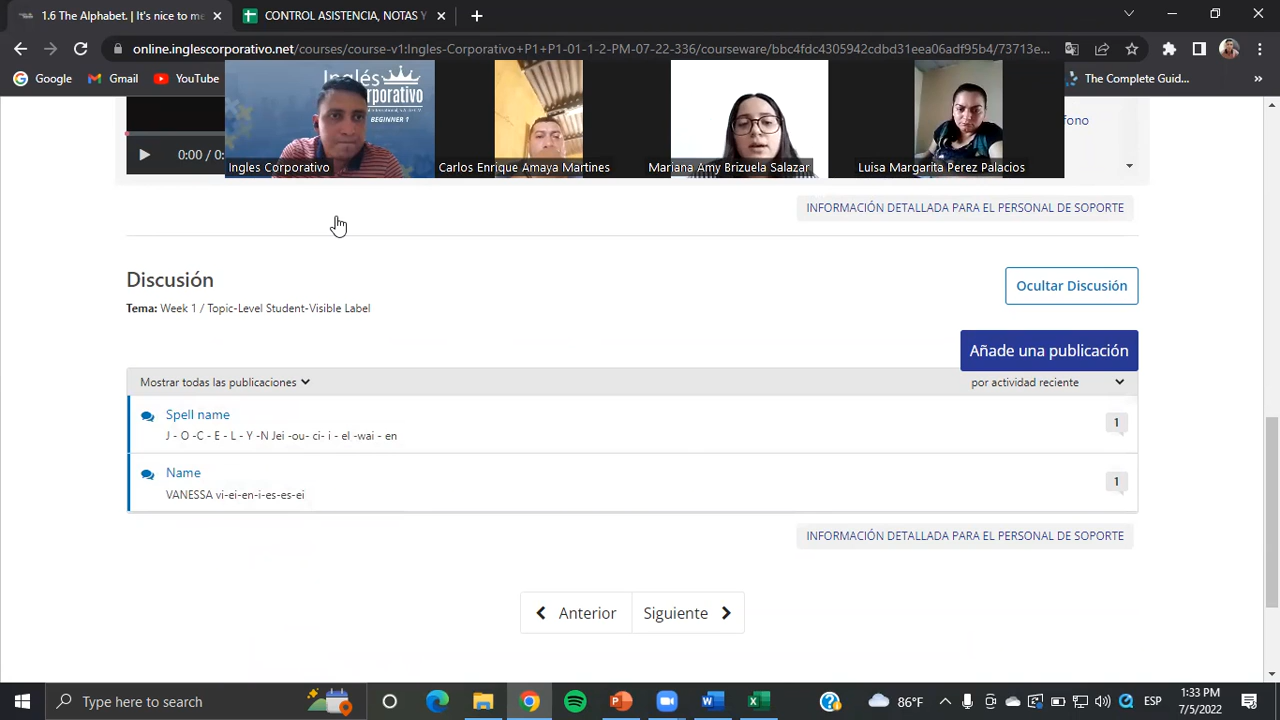 1.6 The Alphabet. | It's nice to me
CONTROL ASISTENCIA, NOTAS Y
online.inglescorporativo.net/courses/course-v1:Ingles-Corporativo+P1+P1-01-1-2-PM-07-22-336/courseware/bbc4fdc4305942cdbd31eea06adf95b4/73713e...
Google Gmail YouTube The Complete Guid... »
Inglés
orporativo
BEGINNER 1
fono
0:00 / 0:
Ingles Corporativo
Carlos Enrique Amaya Martines
Mariana Amy Brizuela Salazar
Luisa Margarita Perez Palacios
INFORMACIÓN DETALLADA PARA EL PERSONAL DE SOPORTE
Discusión
Ocultar Discusión
Tema: Week 1 / Topic-Level Student-Visible Label
Añade una publicación
Mostrar todas las publicaciones
por actividad reciente
Spell name
1
J - O -C - E - L - Y -N Jei -ou- ci- i - el -wai - en
Name
1
VANESSA vi-ei-en-i-es-es-ei
INFORMACIÓN DETALLADA PARA EL PERSONAL DE SOPORTE
Anterior
Siguiente
Type here to search
86°F
ESP
1:33 PM
7/5/2022